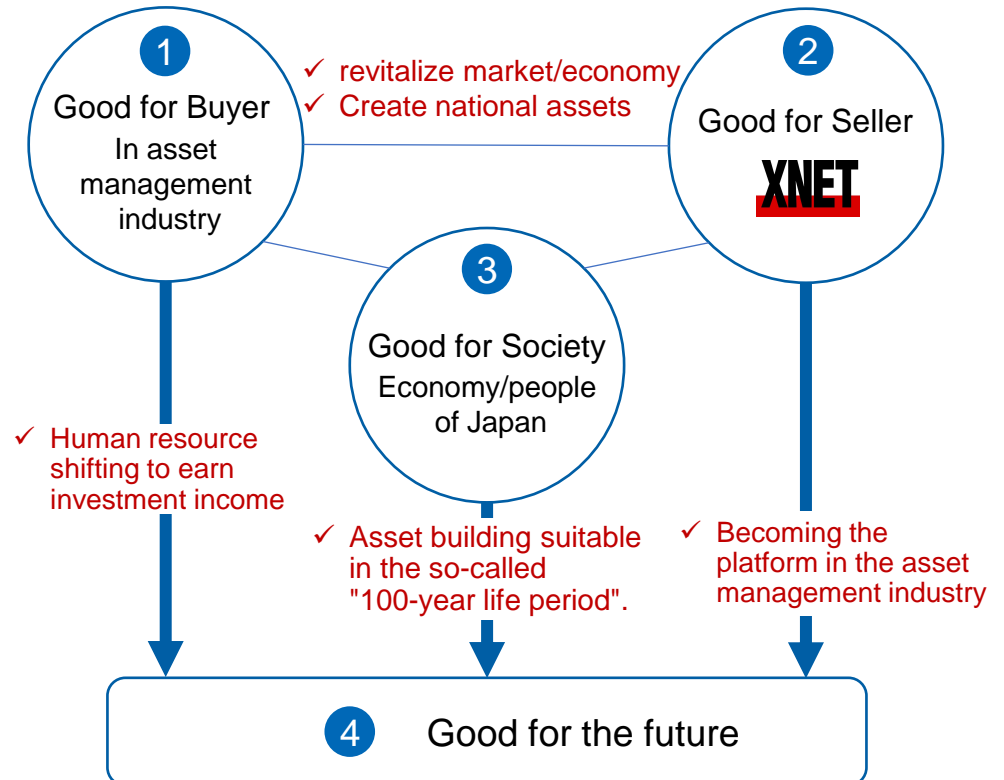 1
Good for Buyer
In asset
management
industry
✓ revitalize market/economy
✓ Create national assets
2
Good for Seller
XNET
3
Good for Society
Economy/people
of Japan
✓ Human resource
shifting to earn
investment income
✓ Asset building suitable
in the so-called
"100-year life period".
✓ Becoming the
platform in the asset
management industry
4 Good for the future